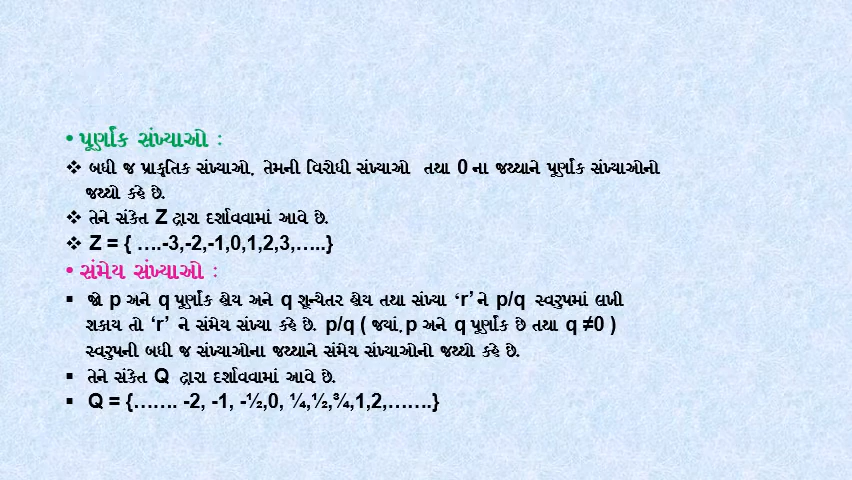 • પૂર્ણાંક સંખ્યાઓ :
❖ બધી જ પ્રાકૃતિક સંખ્યાઓ, તેમની વિરોધી સંખ્યાઓ તથા 0 ના જથ્થાને પૂર્ણાંક સંખ્યાઓનો
જથ્થો કહે છે.
❖ તેને સંકેત Z દ્વારા દર્શાવવામાં આવે છે.
❖ Z = { ….-3,-2,-1,0,1,2,3,…..}
• સંમેય સંખ્યાઓ :
▪ જો p અને q પૂર્ણાંક હોય અને q શૂન્યેતર હોય તથા સંખ્યા ‘r’ ને p/q સ્વરુપમાં લખી
શકાય તો ‘r’ ને સંમેય સંખ્યા કહે છે. p/q ( જયાં,p અને q પૂર્ણાંક છે તથા q ≠0 )
સ્વરુપની બધી જ સંખ્યાઓના જથ્થાને સંમેય સંખ્યાઓનો જથ્થો કહે છે.
▪ તેને સંકેત Q દ્વારા દર્શાવવામાં આવે છે.
▪ Q = {……. -2, -1, -½,0, ¼,½,¾,1,2,…….}